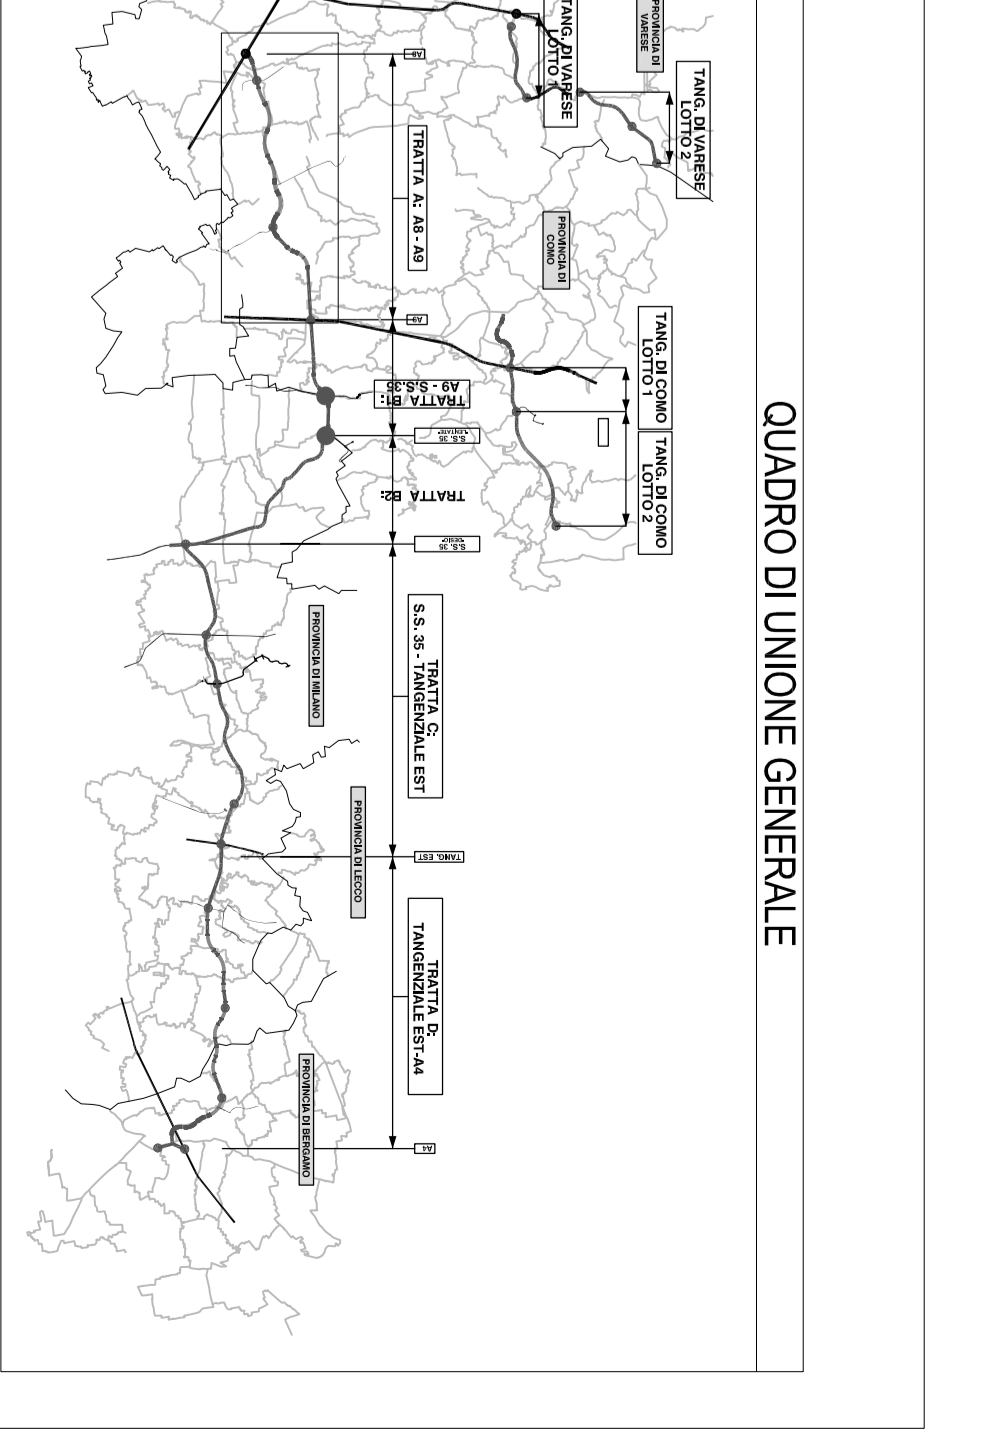 QUADRO DI UNIONE GENERALE
PROVINCIA DI
VARESE
TANG. DI VARESE
LOTTO 1
TANG. DI VARESE
LOTTO 2
PROVINCIA DI
COMO
TANG. DI COMO
LOTTO 1
TANG. DI COMO
LOTTO 2
A8
TRATTA A: A8 - A9
A9
TRATTA B1:
A9 - S.S.35
S.S. 35
"LENTATE"
TRATTA B2:
S.S. 35
"DESIO"
TRATTA C:
S.S. 35 - TANGENZIALE EST
PROVINCIA DI MILANO
PROVINCIA DI LECCO
TANG. EST
TRATTA D:
TANGENZIALE EST-A4
PROVINCIA DI BERGAMO
A4